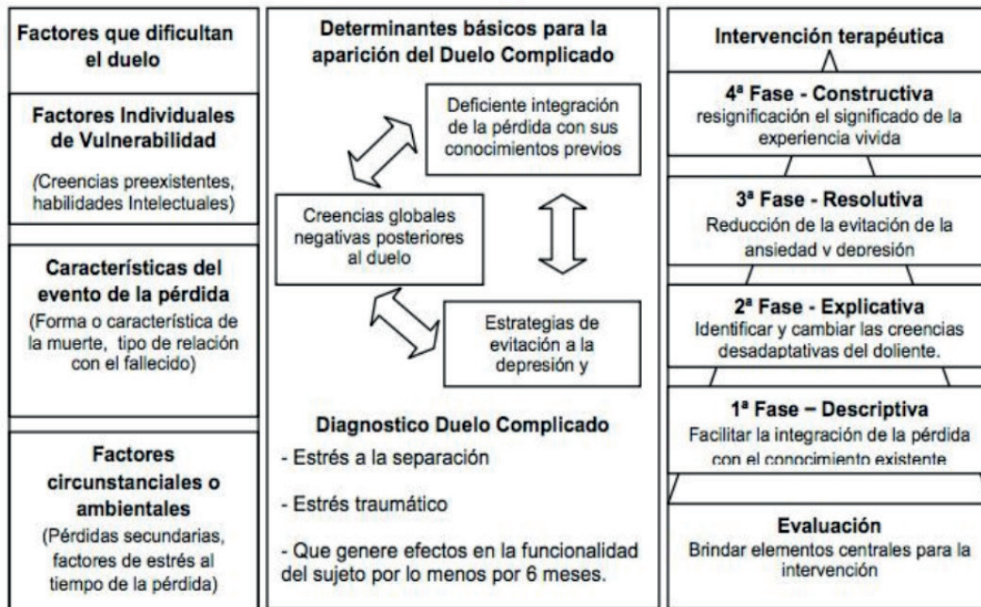 Factores que dificultan
el duelo
Factores Individuales
de Vulnerabilidad
(Creencias preexistentes,
habilidades Intelectuales)
Características del
evento de la pérdida
(Forma o característica de
la muerte, tipo de relación
con el fallecido)
Factores
circunstanciales o
ambientales
(Pérdidas secundarias,
factores de estrés al
tiempo de la pérdida)
Determinantes básicos para la
aparición del Duelo Complicado
Deficiente integración
de la pérdida con sus
conocimientos previos
Creencias globales
negativas posteriores
al duelo
Estrategias de
evitación a la
depresión y
Diagnostico Duelo Complicado
- Estrés a la separación
- Estrés traumático
- Que genere efectos en la funcionalidad
del sujeto por lo menos por 6 meses.
Intervención terapéutica
4ª Fase - Constructiva
resignificación el significado de la
experiencia vivida
3ª Fase - Resolutiva
Reducción de la evitación de la
ansiedad y depresión
2ª Fase - Explicativa
Identificar y cambiar las creencias
desadaptativas del doliente.
1ª Fase – Descriptiva
Facilitar la integración de la pérdida
con el conocimiento existente
Evaluación
Brindar elementos centrales para la
intervención